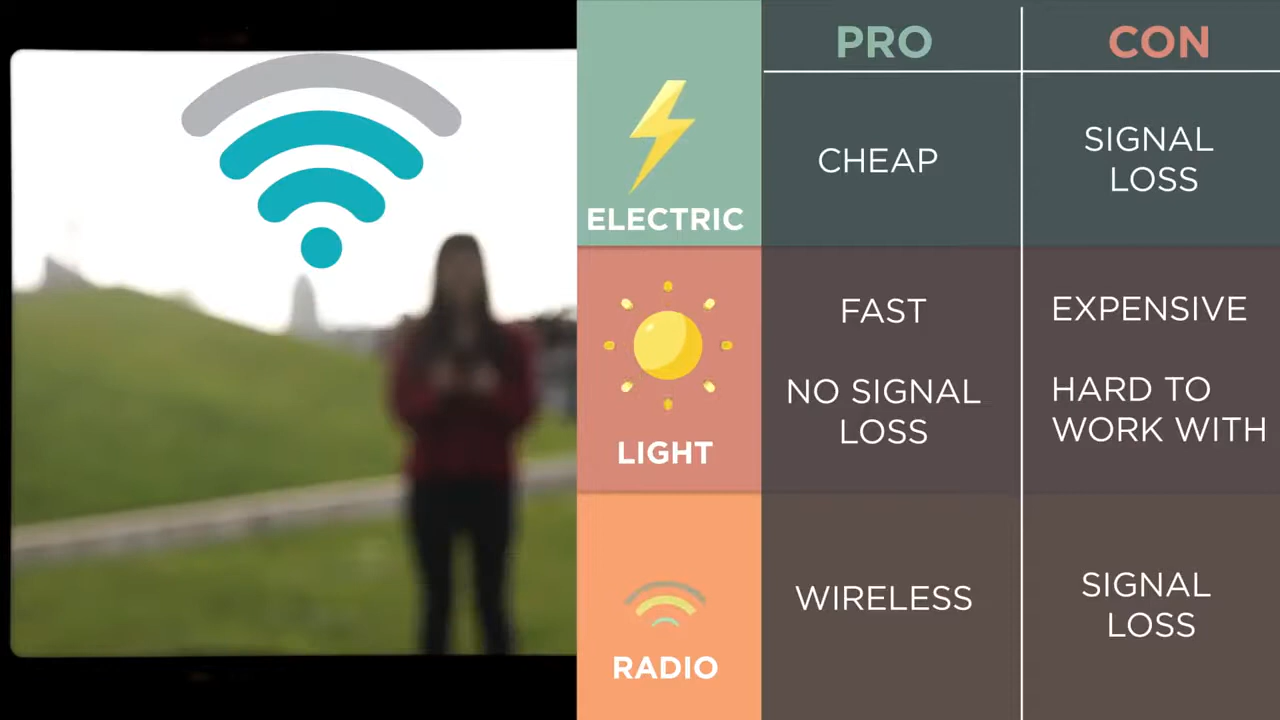 PRO
CON
ELECTRIC
CHEAP
SIGNAL
LOSS
LIGHT
FAST
NO SIGNAL
LOSS
EXPENSIVE
HARD TO
WORK WITH
RADIO
WIRELESS
SIGNAL
LOSS